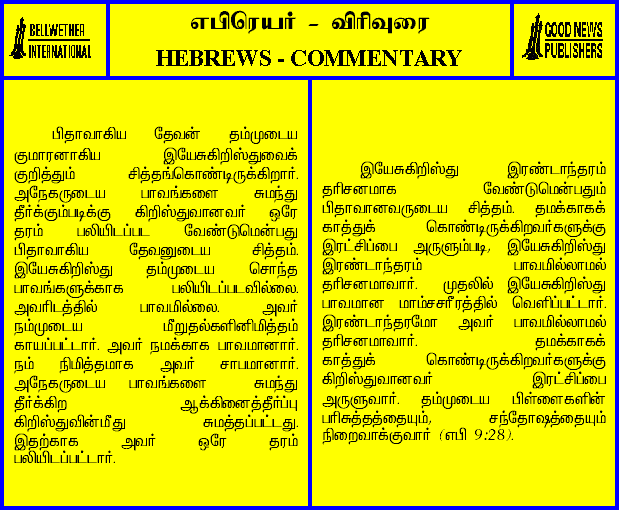 BELLWETHER
INTERNATIONAL
எபிரெயர் - விரிவுரை
HEBREWS - COMMENTARY
GOOD NEWS
PUBLISHERS
பிதாவாகிய தேவன் தம்முடைய
குமாரனாகிய இயேசுகிறிஸ்துவைக்
குறித்தும் சித்தங்கொண்டிருக்கிறார்.
அநேகருடைய பாவங்களை சுமந்து
தீர்க்கும்படிக்கு கிறிஸ்துவானவர் ஒரே
தரம் பலியிடப்பட வேண்டுமென்பது
பிதாவாகிய தேவனுடைய சித்தம்.
இயேசுகிறிஸ்து தம்முடைய சொந்த
பாவங்களுக்காக பலியிடப்படவில்லை.
அவரிடத்தில் பாவமில்லை. அவர்
நம்முடைய மீறுதல்களினிமித்தம்
காயப்பட்டார். அவர் நமக்காக பாவமானார்.
நம் நிமித்தமாக அவர் சாபமானார்.
அநேகருடைய பாவங்களை சுமந்து
தீர்க்கிற ஆக்கினைத்தீர்ப்பு
கிறிஸ்துவின்மீது சுமத்தப்பட்டது.
இதற்காக அவர் ஒரே தரம்
பலியிடப்பட்டார்.
இயேசுகிறிஸ்து இரண்டாந்தரம்
தரிசனமாக வேண்டுமென்பதும்
பிதாவானவருடைய சித்தம். தமக்காகக்
காத்துக் கொண்டிருக்கிறவர்களுக்கு
இரட்சிப்பை அருளும்படி, இயேசுகிறிஸ்து
இரண்டாந்தரம் பாவமில்லாமல்
தரிசனமாவார். முதலில் இயேசுகிறிஸ்து
பாவமான மாம்சசரீரத்தில் வெளிப்பட்டார்.
இரண்டாந்தரமோ அவர் பாவமில்லாமல்
தரிசனமாவார். தமக்காகக்
காத்துக் கொண்டிருக்கிறவர்களுக்கு
கிறிஸ்துவானவர் இரட்சிப்பை
அருளுவார். தம்முடைய பிள்ளைகளின்
பரிசுத்தத்தையும், சந்தோஷத்தையும்
நிறைவாக்குவார் (எபி 9:28).